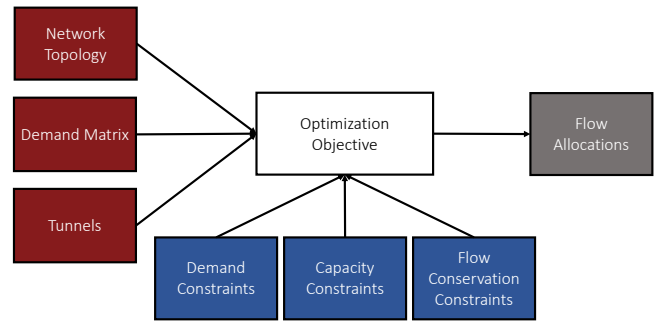 Network
Topology
Demand Matrix
Tunnels
Optimization
Objective
Flow
Allocations
Demand
Constraints
Capacity
Constraints
Flow
Conservation
Constraints